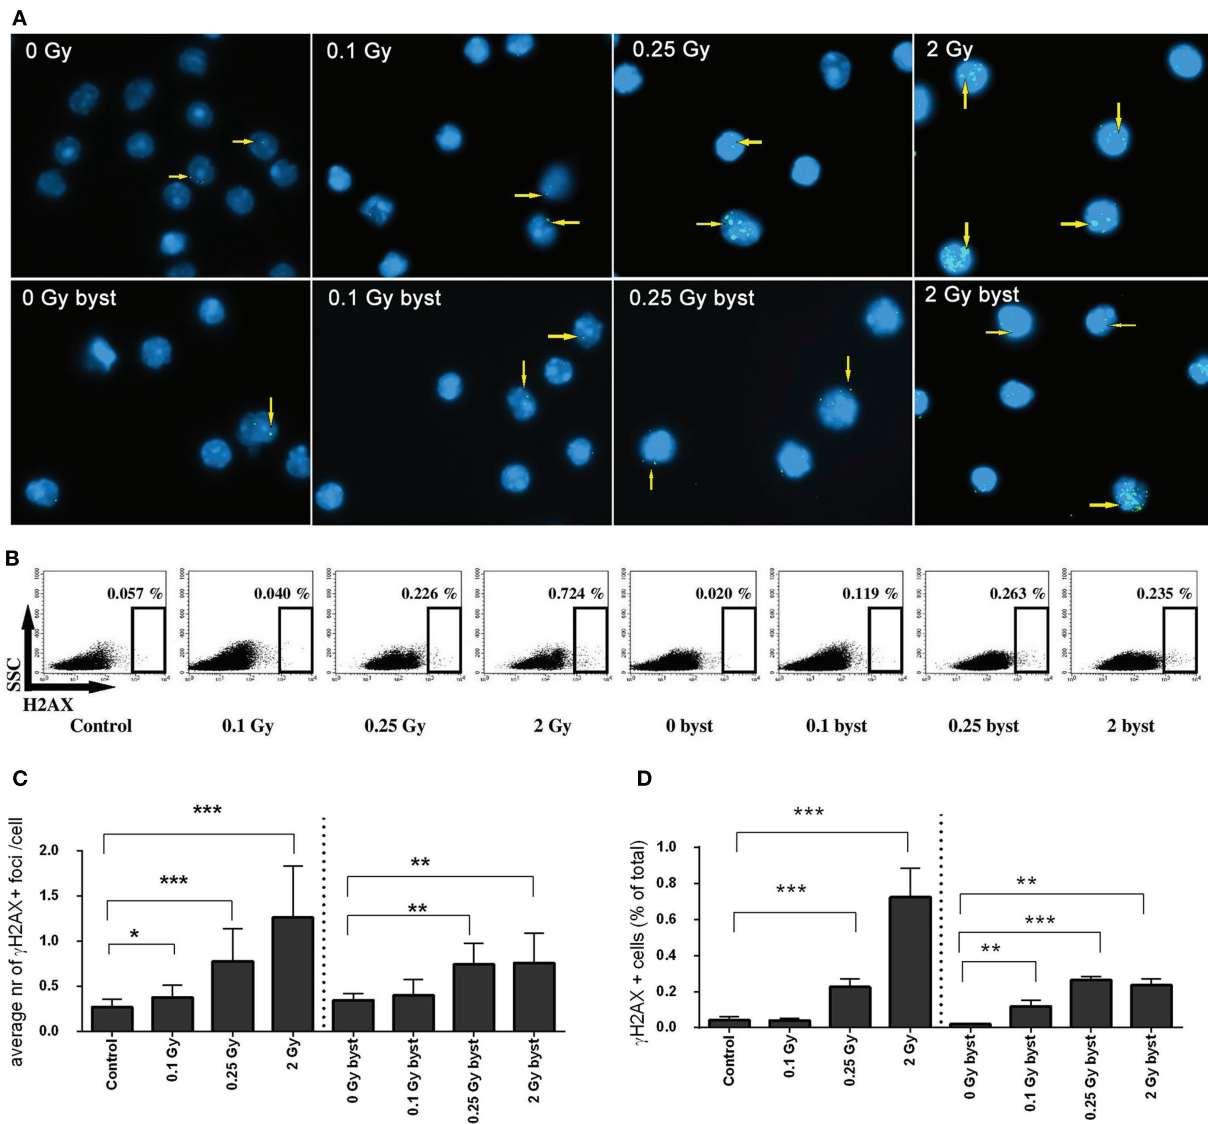 A
0 Gy
0.1 Gy
0.25 Gy
2 Gy
0 Gy byst
0.1 Gy byst
0.25 Gy byst
2 Gy byst
B
SSC
H2AX
0.057 %
0.040 %
0.226 %
0.724 %
0.020 %
0.119 %
0.263 %
0.235 %
Control
0.1 Gy
0.25 Gy
2 Gy
0 byst
0.1 byst
0.25 byst
2 byst
C
average nr of γH2AX+ foci /cell
2.0
1.5
1.0
0.5
0.0
***
***
*
**
**
Control
0.1 Gy
0.25 Gy
2 Gy
0 Gy byst
0.1 Gy byst
0.25 Gy byst
2 Gy byst
D
γH2AX + cells (% of total)
1.0
0.8
0.6
0.4
0.2
0.0
***
***
**
***
**
Control
0.1 Gy
0.25 Gy
2 Gy
0 Gy byst
0.1 Gy byst
0.25 Gy byst
2 Gy byst